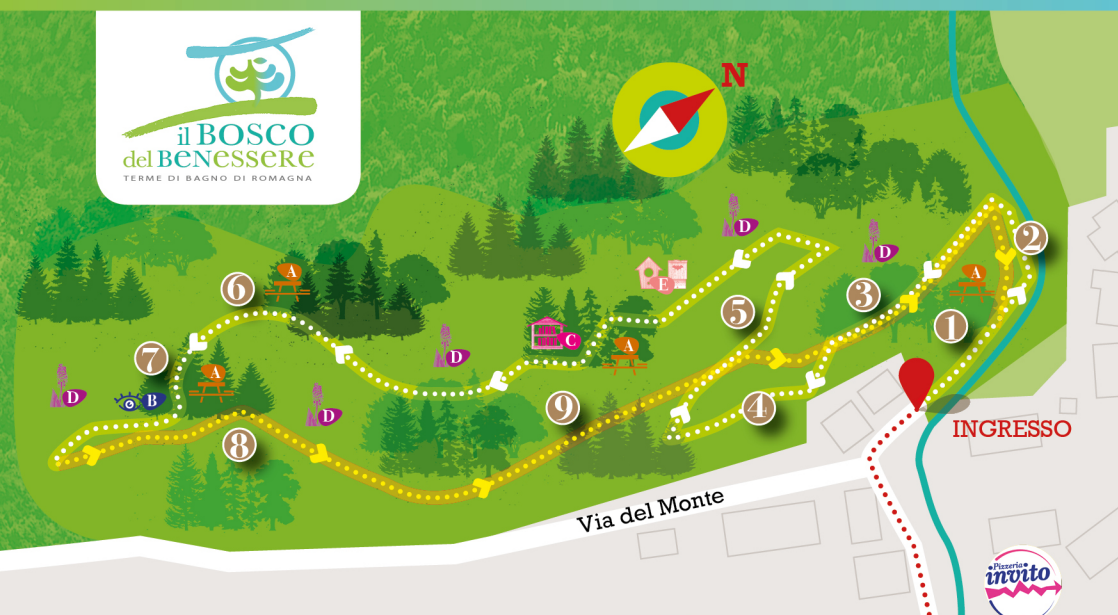 il BOSCO
del BENESSERE
TERME DI BAGNO DI ROMAGNA
N
D
D
2
A
6
E
A
3
5
1
C
D
A
7
A
D
B
D
9
4
8
INGRESSO
Via del Monte
Pizzeria
invito